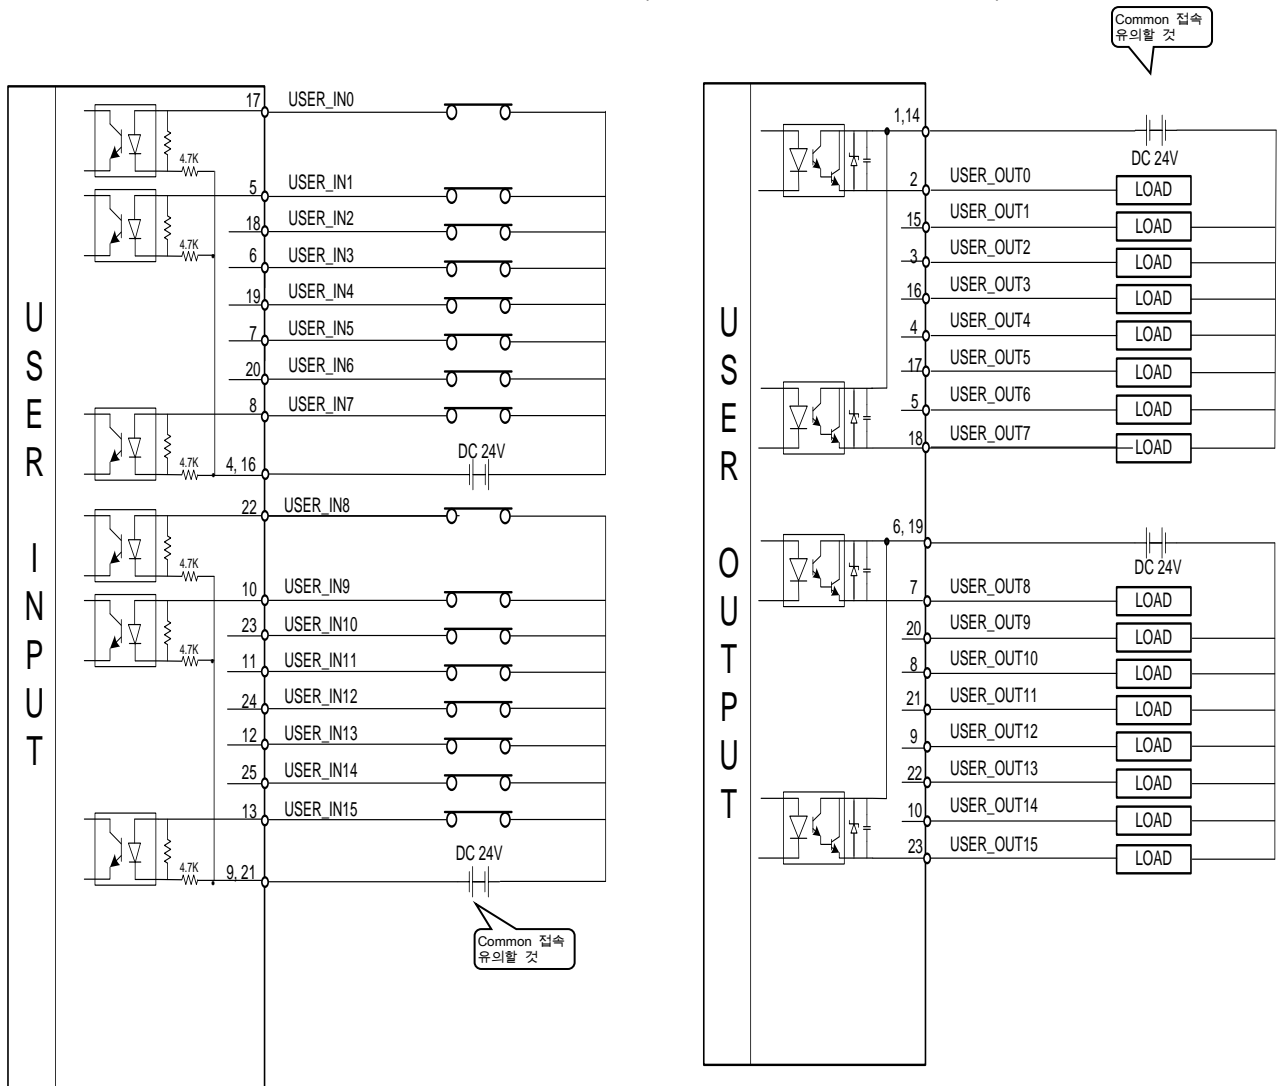 Common 접속
유의할 것
USER INPUT
17 USER_IN0
4.7K
5 USER_IN1
18 USER_IN2
4.7K
6 USER_IN3
19 USER_IN4
7 USER_IN5
20 USER_IN6
8 USER_IN7
4.7K
4, 16
DC 24V
22 USER_IN8
4.7K
10 USER_IN9
23 USER_IN10
4.7K
11 USER_IN11
24 USER_IN12
12 USER_IN13
25 USER_IN14
13 USER_IN15
4.7K
9, 21
DC 24V
Common 접속
유의할 것
USER OUTPUT
1,14
DC 24V
2 USER_OUT0 LOAD
15 USER_OUT1 LOAD
3 USER_OUT2 LOAD
16 USER_OUT3 LOAD
4 USER_OUT4 LOAD
17 USER_OUT5 LOAD
5 USER_OUT6 LOAD
18 USER_OUT7 LOAD
6, 19
DC 24V
7 USER_OUT8 LOAD
20 USER_OUT9 LOAD
8 USER_OUT10 LOAD
21 USER_OUT11 LOAD
9 USER_OUT12 LOAD
22 USER_OUT13 LOAD
10 USER_OUT14 LOAD
23 USER_OUT15 LOAD